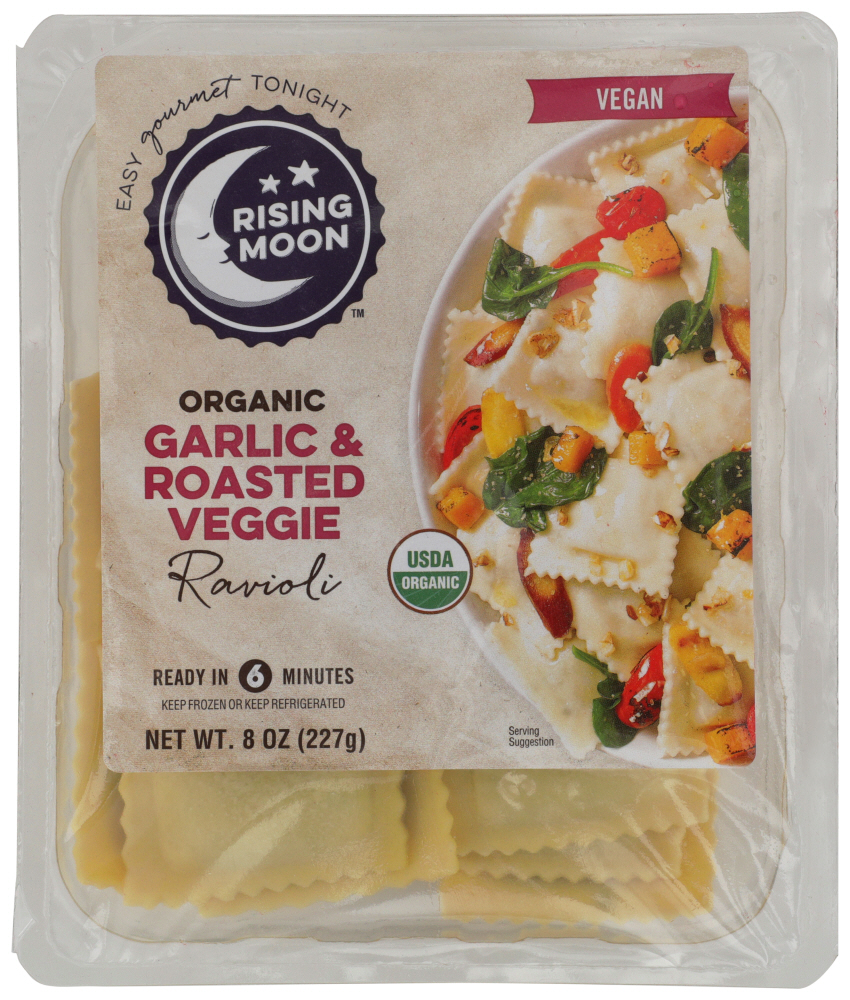 EASY gourmet TONIGHT
RISING
MOON
TM
VEGAN
ORGANIC
GARLIC &
ROASTED
VEGGIE
Ravioli
USDA
ORGANIC
READY IN 6 MINUTES
KEEP FROZEN OR KEEP REFRIGERATED
NET WT. 8 OZ (227g)
Serving
Suggestion